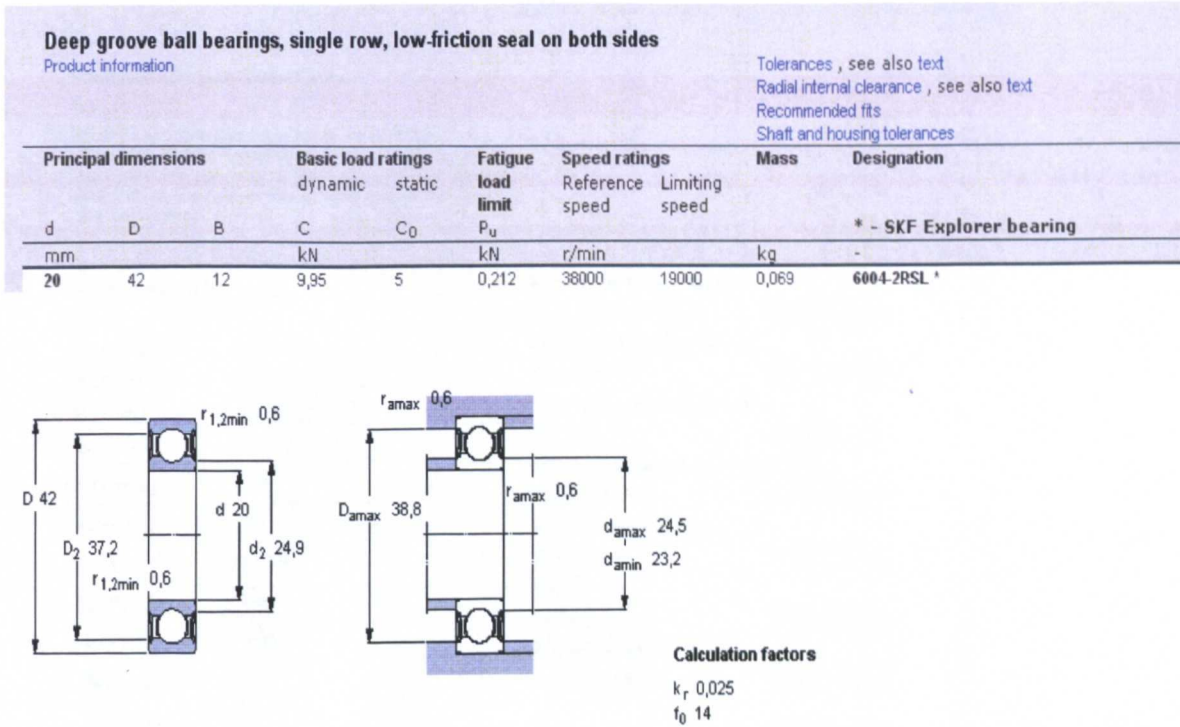 Deep groove ball bearings, single row, low-friction seal on both sides
Product information
Tolerances , see also text
Radial internal clearance , see also text
Recommended fits
Shaft and housing tolerances
Principal dimensions Basic load ratings Fatigue Speed ratings Mass Designation
dynamic static load Reference Limiting
limit speed speed
d D B C C0 Pu * - SKF Explorer bearing
mm kN kN r/min kg -
20 42 12 9,95 5 0,212 38000 19000 0,069 6004-2RSL *
r1,2min 0,6
ramax 0,6
D 42
d 20
D2 37,2
d2 24,9
r1,2min 0,6
Damax 38,8
ramax 0,6
damax 24,5
damin 23,2
Calculation factors
kr 0,025
f0 14